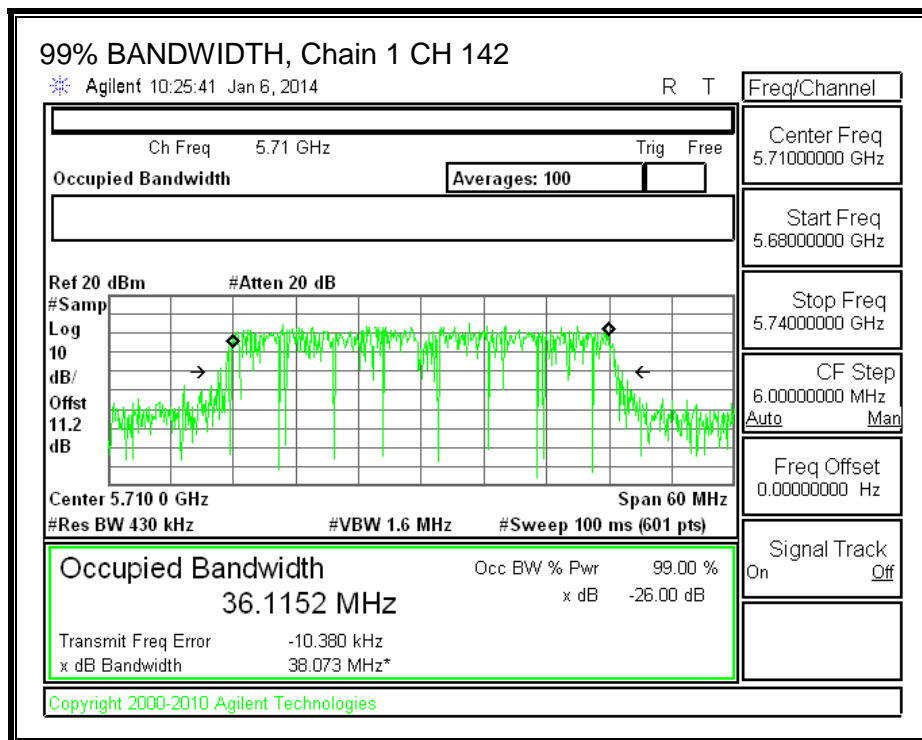 99% BANDWIDTH, Chain 1 CH 142
Agilent 10:25:41 Jan 6, 2014 R T
Freq/Channel
Ch Freq 5.71 GHz Trig Free
Occupied Bandwidth Averages: 100
Center Freq
5.71000000 GHz
Start Freq
5.68000000 GHz
Stop Freq
5.74000000 GHz
CF Step
6.00000000 MHz
Auto Man
Freq Offset
0.00000000 Hz
Signal Track
On Off
Ref 20 dBm #Atten 20 dB
#Samp
Log
10
dB/
Offst
11.2
dB
Center 5.710 0 GHz Span 60 MHz
#Res BW 430 kHz #VBW 1.6 MHz #Sweep 100 ms (601 pts)
Occupied Bandwidth Occ BW % Pwr 99.00 %
36.1152 MHz x dB -26.00 dB
Transmit Freq Error -10.380 kHz
x dB Bandwidth 38.073 MHz*
Copyright 2000-2010 Agilent Technologies